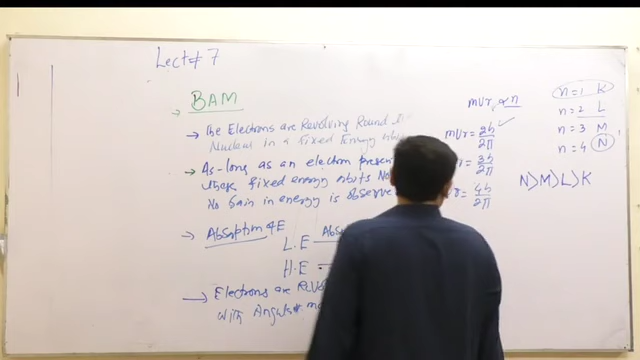 Lect# 7
BAM
→ The Electrons are Revolving Round
Nucleus in a fixed Energy
→ As-long as an electron present
these fixed energy orbits No
No gain in energy is observe
→ Absorption of E
L.E
H.E
→ Electrons are
with Angular
mvr ∝ n
mvr = 2h/2π ✓
= 3h/2π
= 4h/2π
n=1 K
n=2 L
n=3 M
n=4 N
N>M>L>K